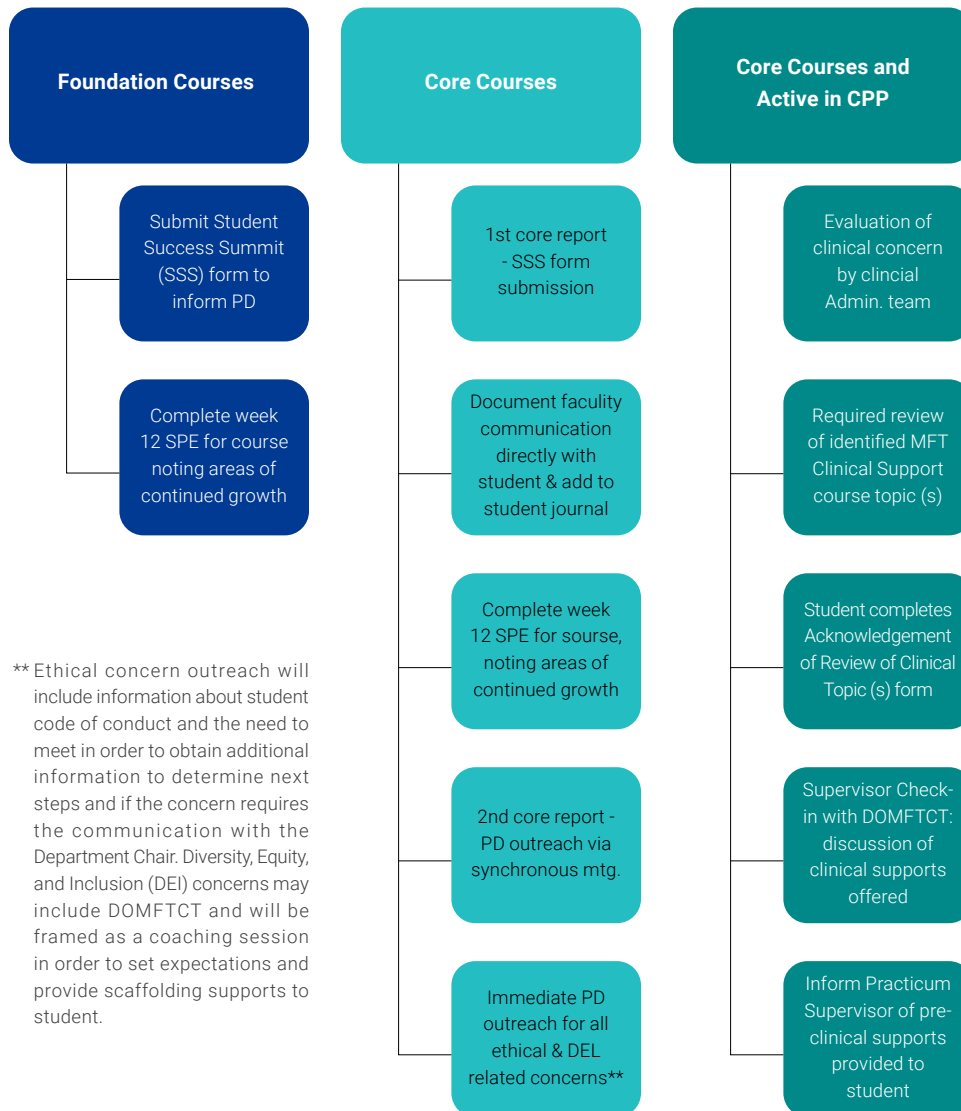 Foundation Courses
Submit Student
Success Summit
(SSS) form to
inform PD
Complete week
12 SPE for course
noting areas of
continued growth
** Ethical concern outreach will
include information about student
code of conduct and the need to
meet in order to obtain additional
information to determine next
steps and if the concern requires
the communication with the
Department Chair. Diversity, Equity,
and Inclusion (DEI) concerns may
include DOMFTCT and will be
framed as a coaching session
in order to set expectations and
provide scaffolding supports to
student.
Core Courses
1st core report
- SSS form
submission
Document faculity
communication
directly with
student & add to
student journal
Complete week
12 SPE for sourse,
noting areas of
continued growth
2nd core report -
PD outreach via
synchronous mtg.
Immediate PD
outreach for all
ethical & DEL
related concerns**
Core Courses and
Active in CPP
Evaluation of
clinical concern
by clincial
Admin. team
Required review
of identified MFT
Clinical Support
course topic (s)
Student completes
Acknowledgement
of Review of Clinical
Topic (s) form
Supervisor Check-
in with DOMFTCT:
discussion of
clinical supports
offered
Inform Practicum
Supervisor of pre-
clinical supports
provided to
student